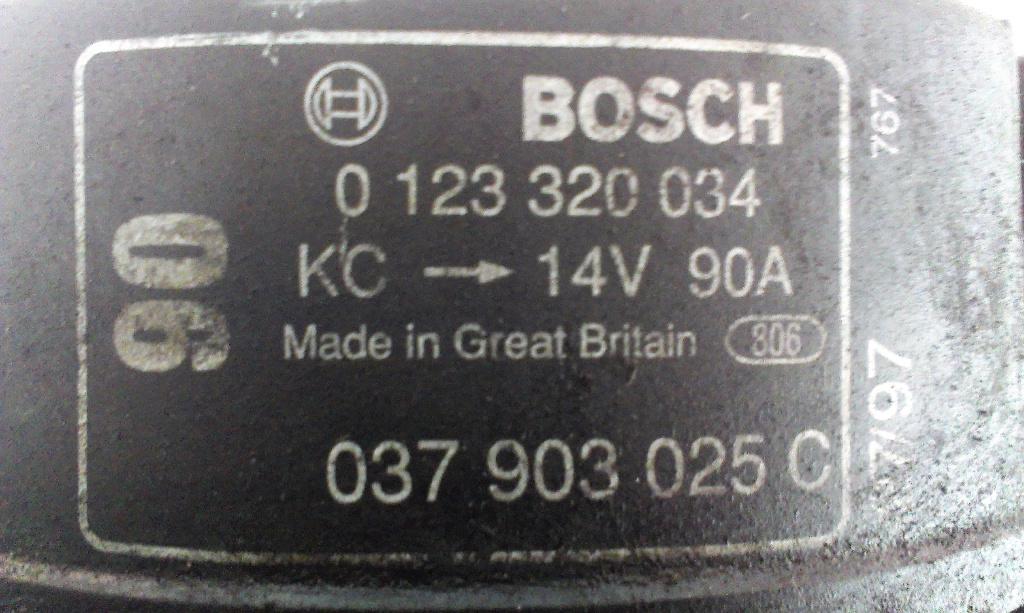 BOSCH
0 123 320 034
KC → 14V 90A
Made in Great Britain 306
037 903 025 C
90
767
7/97